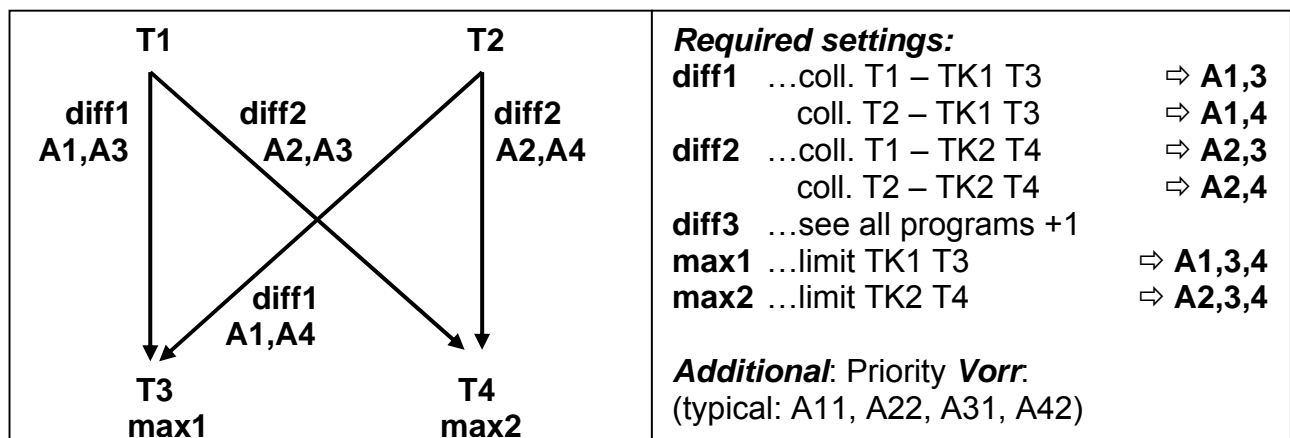 T1 T2
diff1 diff2 diff2
A1,A3 A2,A3 A2,A4
diff1
A1,A4
T3 T4
max1 max2
Required settings:
diff1 …coll. T1 – TK1 T3 ⇨ A1,3
coll. T2 – TK1 T3 ⇨ A1,4
diff2 …coll. T1 – TK2 T4 ⇨ A2,3
coll. T2 – TK2 T4 ⇨ A2,4
diff3 …see all programs +1
max1 …limit TK1 T3 ⇨ A1,3,4
max2 …limit TK2 T4 ⇨ A2,3,4
Additional: Priority Vorr:
(typical: A11, A22, A31, A42)